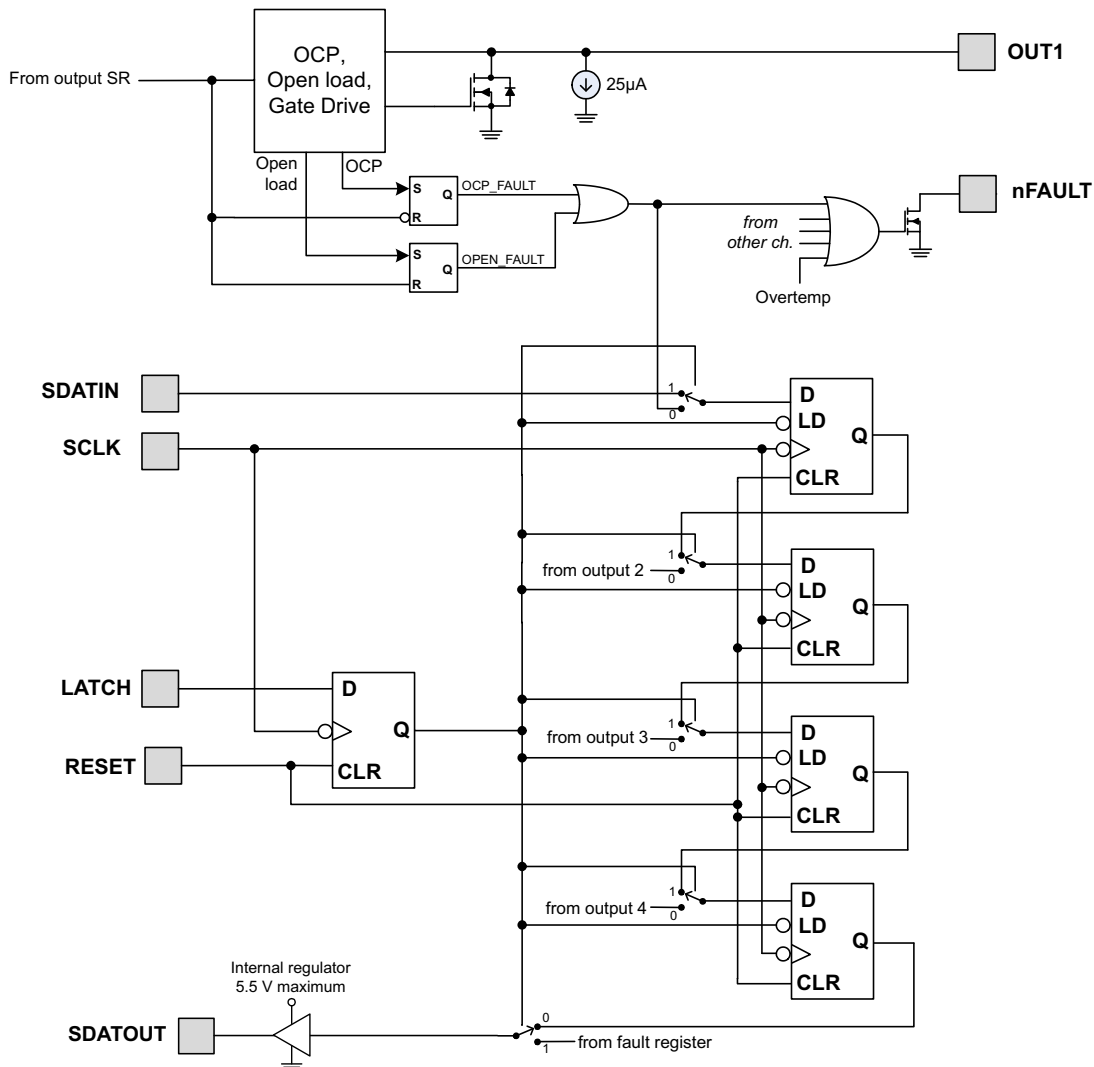 OCP,
Open load,
Gate Drive
From output SR
OUT1
25µA
Open
load
OCP
S
Q
R
OCP_FAULT
S
Q
R
OPEN_FAULT
nFAULT
from
other ch.
Overtemp
SDATIN
1
0
D
LD
Q
CLR
SCLK
1
from output 2
0
D
LD
Q
CLR
LATCH
D
Q
CLR
RESET
1
from output 3
0
D
LD
Q
CLR
1
from output 4
0
D
LD
Q
CLR
Internal regulator
5.5 V maximum
SDATOUT
0
1
from fault register